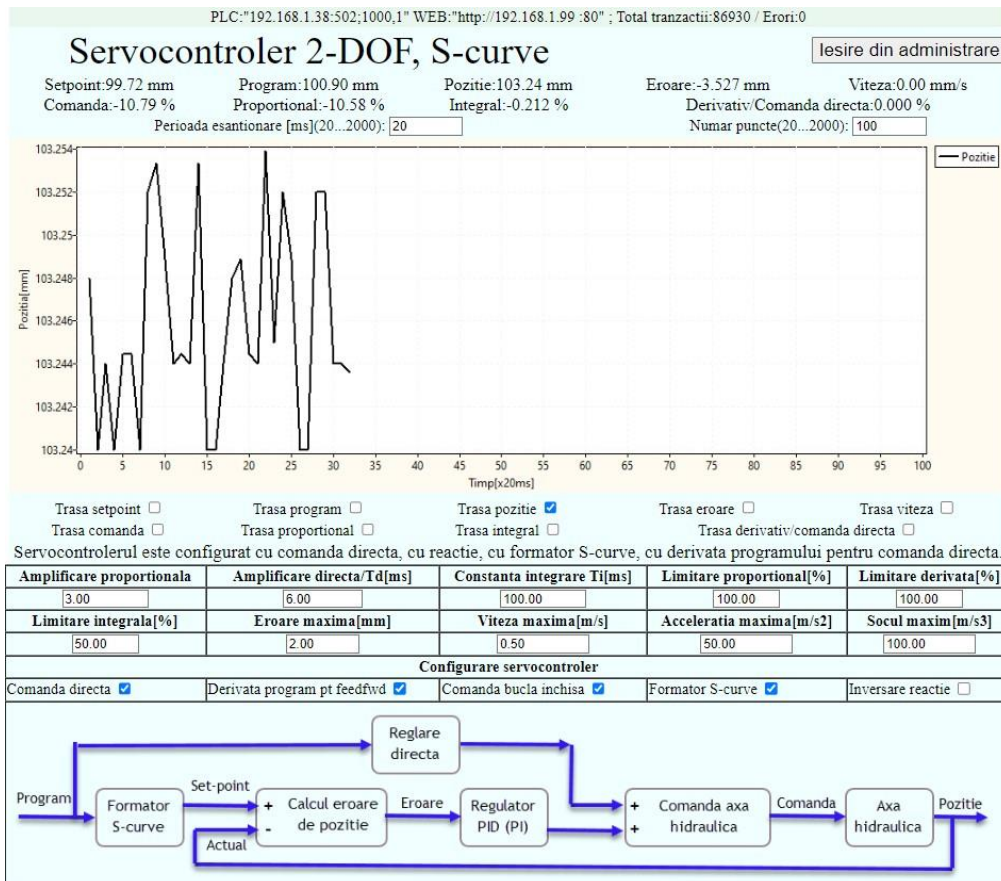 PLC:"192.168.1.38:502;1000,1" WEB:"http://192.168.1.99 :80" ; Total tranzactii:86930 / Erori:0
Servocontroler 2-DOF, S-curve
Iesire din administrare
Setpoint:99.72 mm Program:100.90 mm Pozitie:103.24 mm Eroare:-3.527 mm Viteza:0.00 mm/s
Comanda:-10.79 % Proportional:-10.58 % Integral:-0.212 % Derivativ/Comanda directa:0.000 %
Perioada esantionare [ms](20...2000): 20 Numar puncte(20...2000): 100
103.254
103.252
103.25
103.248
103.246
103.244
103.242
103.24
Pozitia[mm]
Pozitie
0 5 10 15 20 25 30 35 40 45 50 55 60 65 70 75 80 85 90 95 100
Timp[x20ms]
Trasa setpoint Trasa program Trasa pozitie Trasa eroare Trasa viteza
Trasa comanda Trasa proportional Trasa integral Trasa derivativ/comanda directa
Servocontrolerul este configurat cu comanda directa, cu reactie, cu formator S-curve, cu derivata programului pentru comanda directa.
Amplificare proportionala Amplificare directa/Td[ms] Constanta integrare Ti[ms] Limitare proportional[%] Limitare derivata[%]
3.00 6.00 100.00 100.00 100.00
Limitare integrala[%] Eroare maxima[mm] Viteza maxima[m/s] Acceleratia maxima[m/s2] Socul maxim[m/s3]
50.00 2.00 0.50 50.00 100.00
Configurare servocontroler
Comanda directa Derivata program pt feedfwd Comanda bucla inchisa Formator S-curve Inversare reactie
Reglare
directa
Program
Formator
S-curve
Set-point
Actual
+
-
Calcul eroare
de pozitie
Eroare
Regulator
PID (PI)
+
+
Comanda axa
hidraulica
Comanda
Axa
hidraulica
Pozitie